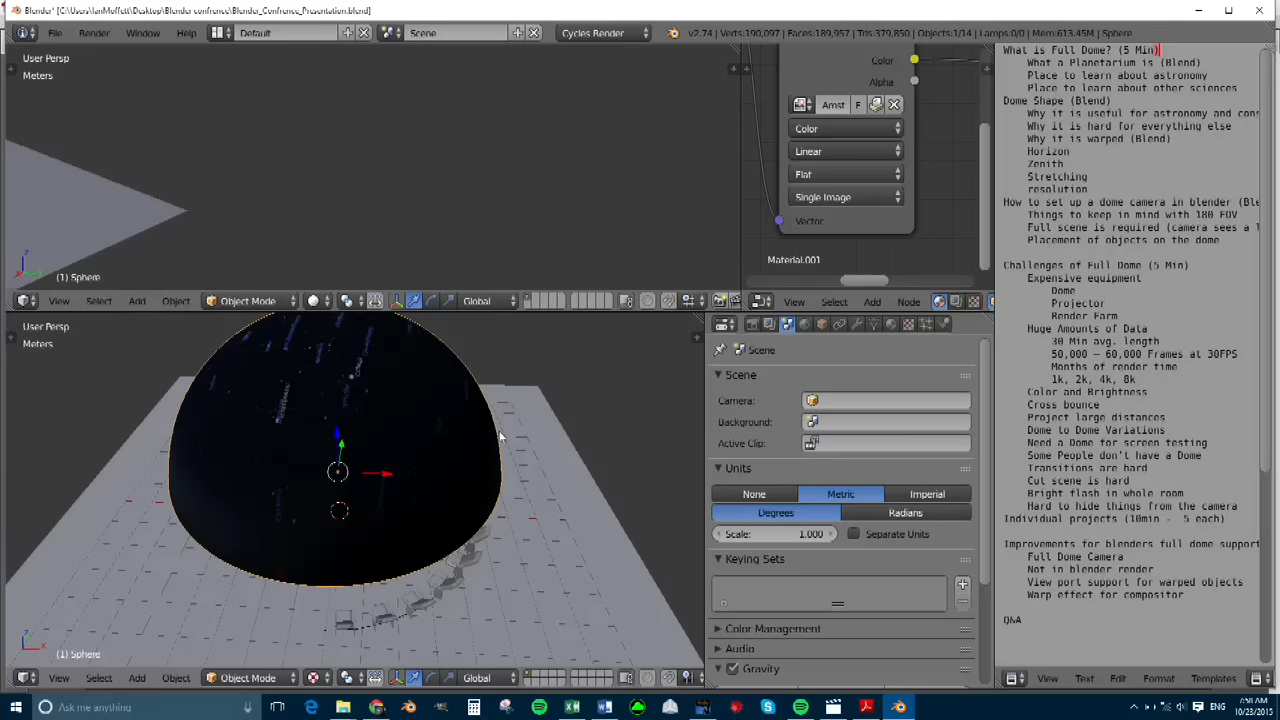 Blender* [C:\Users\IanMoffett\Desktop\Blender confrence\Blender_Confrence_Presentation.blend]
File Render Window Help Default Scene Cycles Render v2.74 | Verts:190,097 | Faces:189,957 | Tris:379,850 | Objects:1/14 | Lamps:0/0 | Mem:613.45M | Sphere
User Persp
Meters
(1) Sphere
View Select Add Object Object Mode Global
Color
Alpha
Amst F
Color
Linear
Flat
Single Image
Vector
Material.001
View Select Add Node
User Persp
Meters
(1) Sphere
View Select Add Object Object Mode Global
Scene
Scene
Camera:
Background:
Active Clip:
Units
None Metric Imperial
Degrees Radians
Scale: 1.000 Separate Units
Keying Sets
Color Management
Audio
Gravity
What is Full Dome? (5 Min)
What a Planetarium is (Blend)
Place to learn about astronomy
Place to learn about other sciences
Dome Shape (Blend)
Why it is useful for astronomy and cons
Why it is hard for everything else
Why it is warped (Blend)
Horizon
Zenith
Stretching
resolution
How to set up a dome camera in blender (Ble
Things to keep in mind with 180 FOV
Full scene is required (camera sees a l
Placement of objects on the dome
Challenges of Full Dome (5 Min)
Expensive equipment
Dome
Projector
Render Farm
Huge Amounts of Data
30 Min avg. length
50,000 – 60,000 Frames at 30FPS
Months of render time
1k, 2k, 4k, 8k
Color and Brightness
Cross bounce
Project large distances
Dome to Dome Variations
Need a Dome for screen testing
Some People don't have a Dome
Transitions are hard
Cut scene is hard
Bright flash in whole room
Hard to hide things from the camera
Individual projects (10min - 5 each)
Improvements for blenders full dome support
Full Dome Camera
Not in blender render
View port support for warped objects
Warp effect for compositor
Q&A
View Text Edit Format Templates
Ask me anything
ENG
7:58 AM
10/23/2015